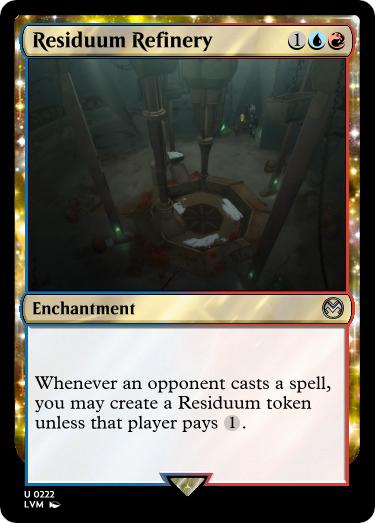 Residuum Refinery 1
Enchantment
Whenever an opponent casts a spell,
you may create a Residuum token
unless that player pays 1.
U 0222
LVM